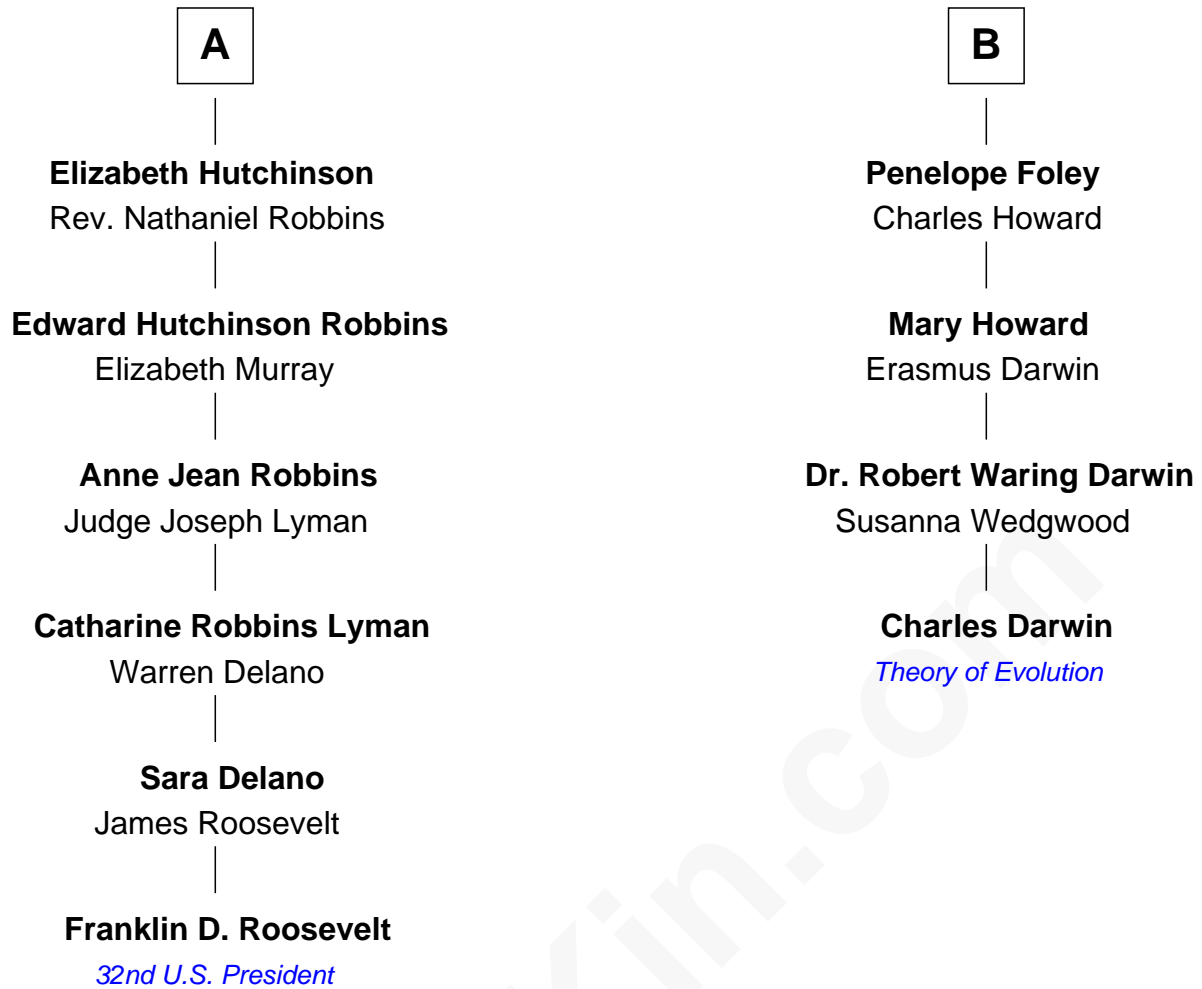 A
Elizabeth Hutchinson
Rev. Nathaniel Robbins
Edward Hutchinson Robbins
Elizabeth Murray
Anne Jean Robbins
Judge Joseph Lyman
Catharine Robbins Lyman
Warren Delano
Sara Delano
James Roosevelt
Franklin D. Roosevelt
32nd U.S. President
B
Penelope Foley
Charles Howard
Mary Howard
Erasmus Darwin
Dr. Robert Waring Darwin
Susanna Wedgwood
Charles Darwin
Theory of Evolution